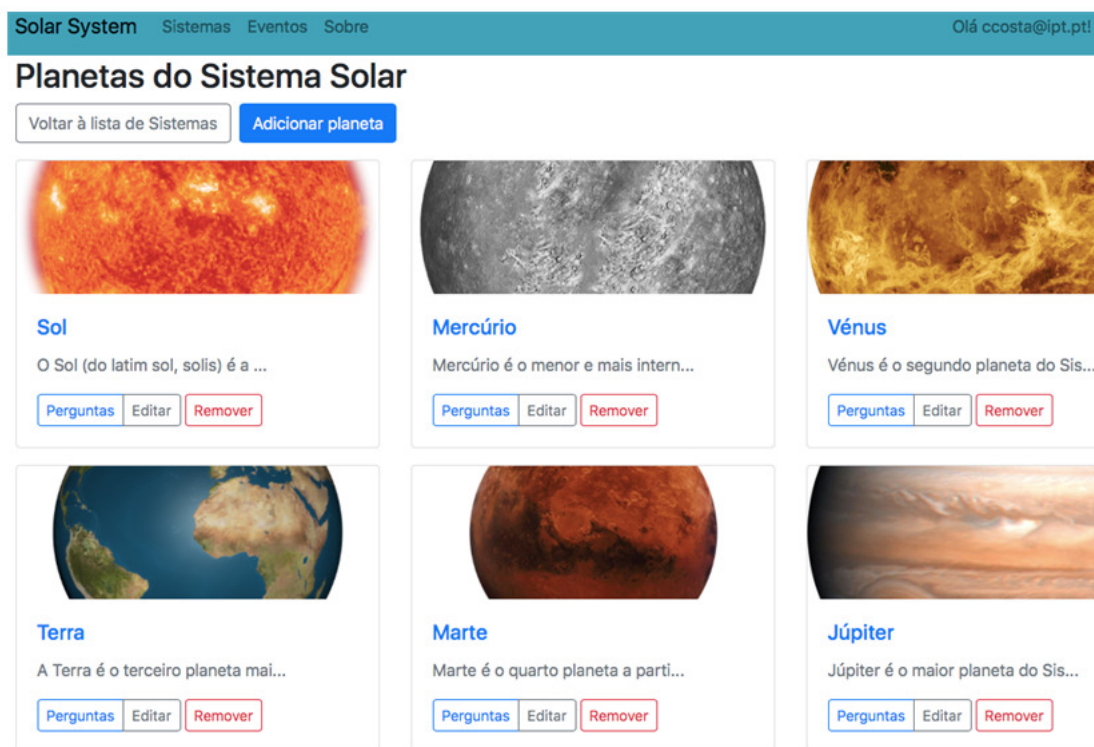 Solar System Sistemas Eventos Sobre Olá ccosta@ipt.pt!
Planetas do Sistema Solar
Voltar à lista de Sistemas Adicionar planeta
Sol
O Sol (do latim sol, solis) é a ...
Perguntas Editar Remover
Mercúrio
Mercúrio é o menor e mais intern...
Perguntas Editar Remover
Vénus
Vénus é o segundo planeta do Sis...
Perguntas Editar Remover
Terra
A Terra é o terceiro planeta mai...
Perguntas Editar Remover
Marte
Marte é o quarto planeta a parti...
Perguntas Editar Remover
Júpiter
Júpiter é o maior planeta do Sis...
Perguntas Editar Remover